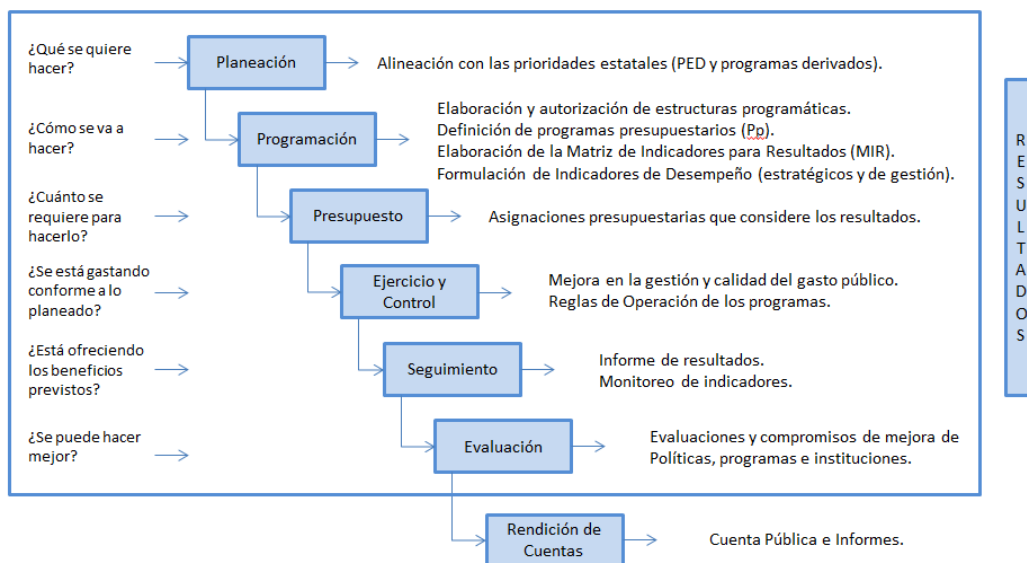 ¿Qué se quiere
hacer?
Planeación
Alineación con las prioridades estatales (PED y programas derivados).
¿Cómo se va a
hacer?
Programación
Elaboración y autorización de estructuras programáticas.
Definición de programas presupuestarios (Pp).
Elaboración de la Matriz de Indicadores para Resultados (MIR).
Formulación de Indicadores de Desempeño (estratégicos y de gestión).
¿Cuánto se
requiere para
hacerlo?
Presupuesto
Asignaciones presupuestarias que considere los resultados.
¿Se está gastando
conforme a lo
planeado?
Ejercicio y
Control
Mejora en la gestión y calidad del gasto público.
Reglas de Operación de los programas.
¿Está ofreciendo
los beneficios
previstos?
Seguimiento
Informe de resultados.
Monitoreo de indicadores.
¿Se puede hacer
mejor?
Evaluación
Evaluaciones y compromisos de mejora de
Políticas, programas e instituciones.
Rendición de
Cuentas
Cuenta Pública e Informes.
R
E
S
U
L
T
A
D
O
S